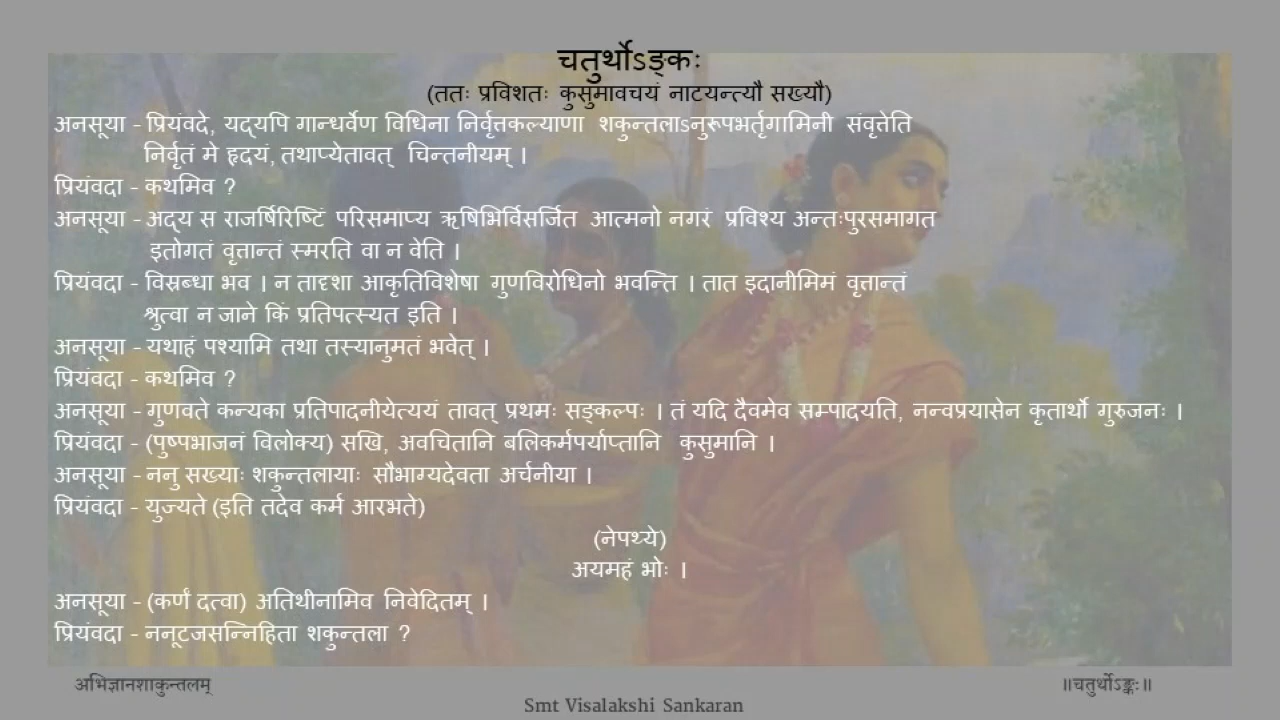 चतुर्थोऽङ्कः
(ततः प्रविशतः कुसुमावचयं नाटयन्त्यौ सख्यौ)
अनसूया - प्रियंवदे, यद्यपि गान्धर्वेण विधिना निर्वृत्तकल्याणा शकुन्तलाऽनुरूपभर्तृगामिनी संवृत्तेति
निर्वृतं मे हृदयं, तथाप्येतावत् चिन्तनीयम् ।
प्रियंवदा - कथमिव ?
अनसूया - अद्य स राजर्षिरिष्टिं परिसमाप्य ऋषिभिर्विसर्जित आत्मनो नगरं प्रविश्य अन्तःपुरसमागत
इतोगतं वृत्तान्तं स्मरति वा न वेति ।
प्रियंवदा - विस्रब्धा भव । न तादृशा आकृतिविशेषा गुणविरोधिनो भवन्ति । तात इदानीमिमं वृत्तान्तं
श्रुत्वा न जाने किं प्रतिपत्स्यत इति ।
अनसूया - यथाहं पश्यामि तथा तस्यानुमतं भवेत् ।
प्रियंवदा - कथमिव ?
अनसूया - गुणवते कन्यका प्रतिपादनीयेत्ययं तावत् प्रथमः सङ्कल्पः । तं यदि दैवमेव सम्पादयति, नन्वप्रयासेन कृतार्थो गुरुजनः ।
प्रियंवदा - (पुष्पभाजनं विलोक्य) सखि, अवचितानि बलिकर्मपर्याप्तानि कुसुमानि ।
अनसूया - ननु सख्याः शकुन्तलायाः सौभाग्यदेवता अर्चनीया ।
प्रियंवदा - युज्यते (इति तदेव कर्म आरभते)
(नेपथ्ये)
अयमहं भोः ।
अनसूया - (कर्णं दत्वा) अतिथीनामिव निवेदितम् ।
प्रियंवदा - ननूटजसन्निहिता शकुन्तला ?
अभिज्ञानशाकुन्तलम्
॥चतुर्थोऽङ्कः॥
Smt Visalakshi Sankaran